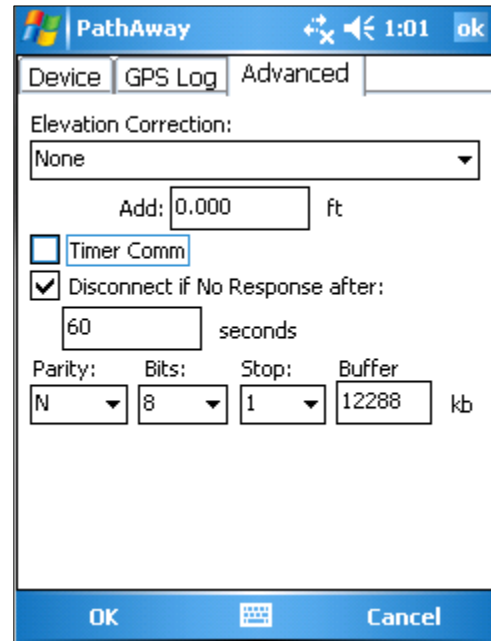 PathAway 1:01 ok
Device GPS Log Advanced
Elevation Correction:
None
Add: 0.000 ft
Timer Comm
Disconnect if No Response after:
60 seconds
Parity: Bits: Stop: Buffer
N 8 1 12288 kb
OK Cancel